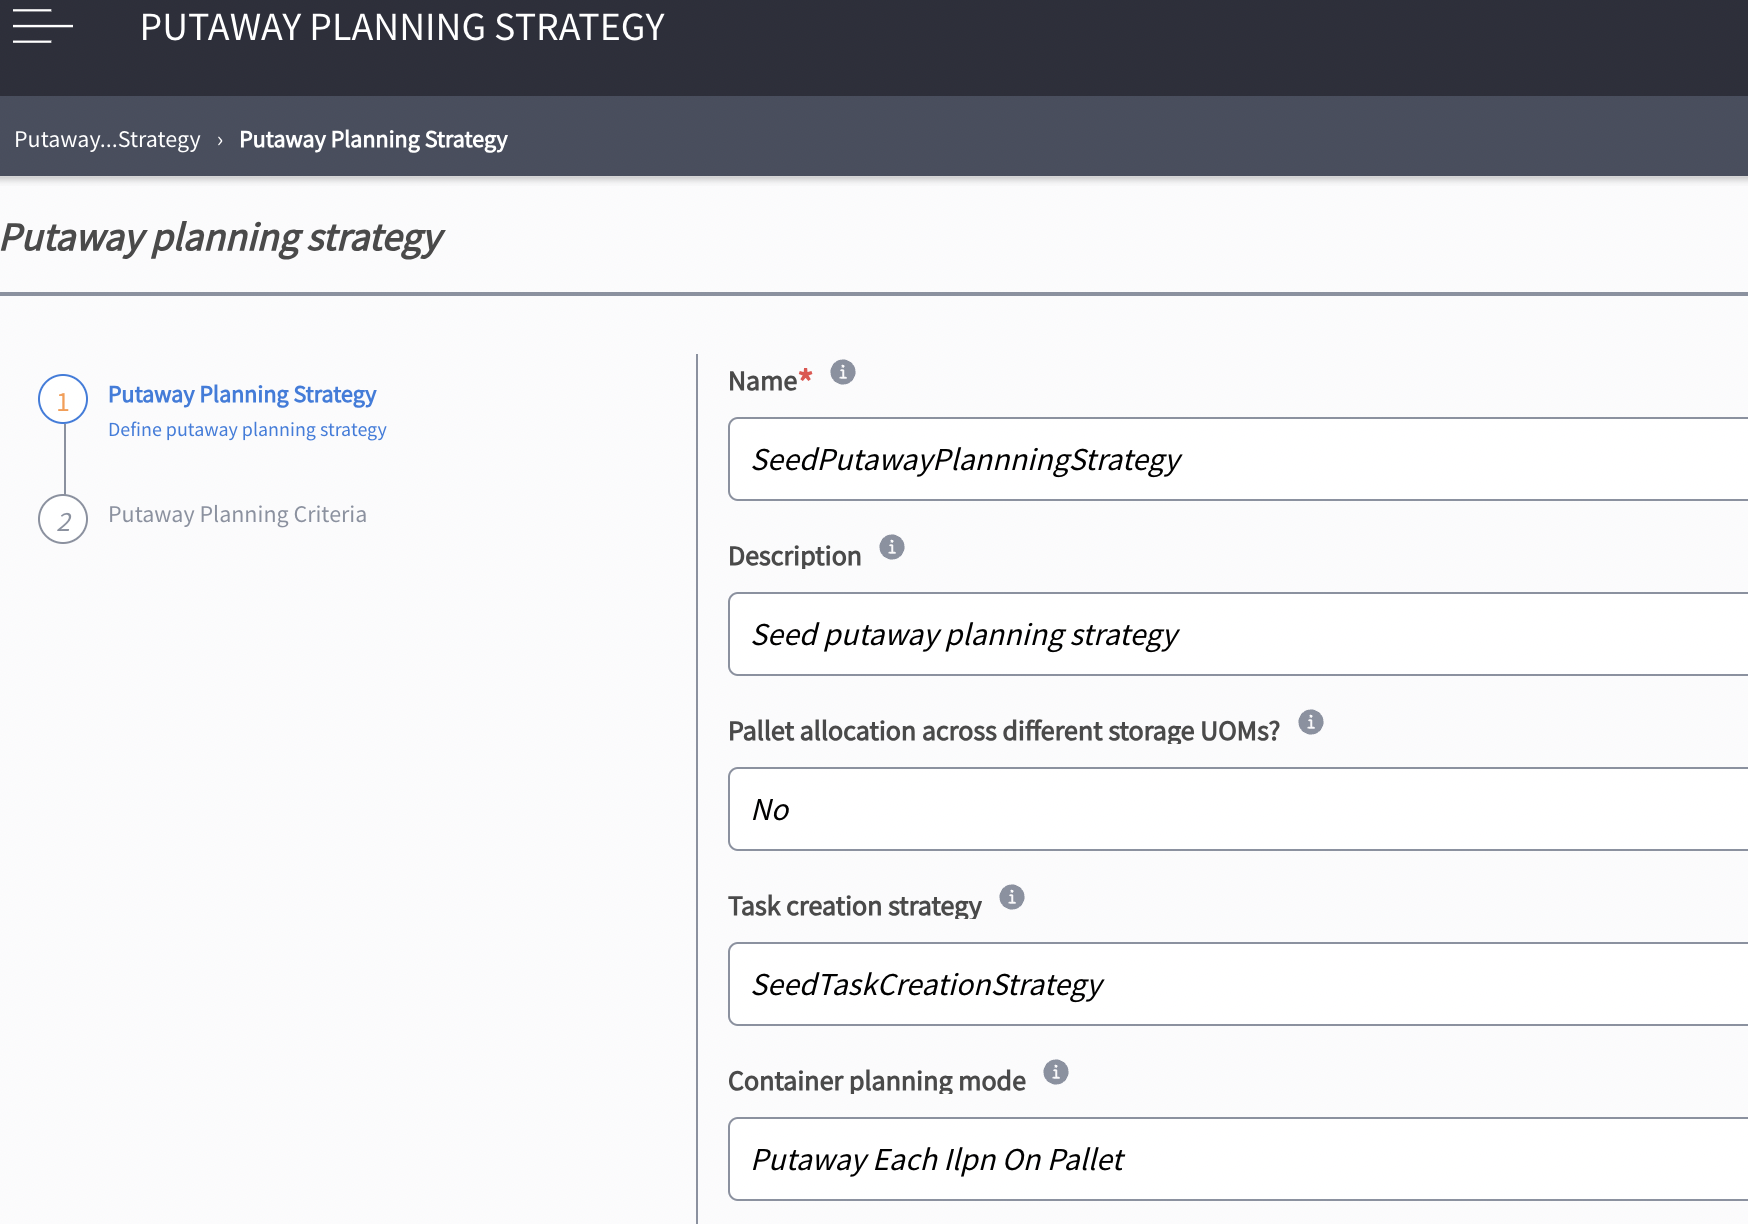 PUTAWAY PLANNING STRATEGY
Putaway...Strategy › Putaway Planning Strategy
Putaway planning strategy
1
Putaway Planning Strategy
Define putaway planning strategy
2
Putaway Planning Criteria
Name*
SeedPutawayPlannningStrategy
Description
Seed putaway planning strategy
Pallet allocation across different storage UOMs?
No
Task creation strategy
SeedTaskCreationStrategy
Container planning mode
Putaway Each Ilpn On Pallet